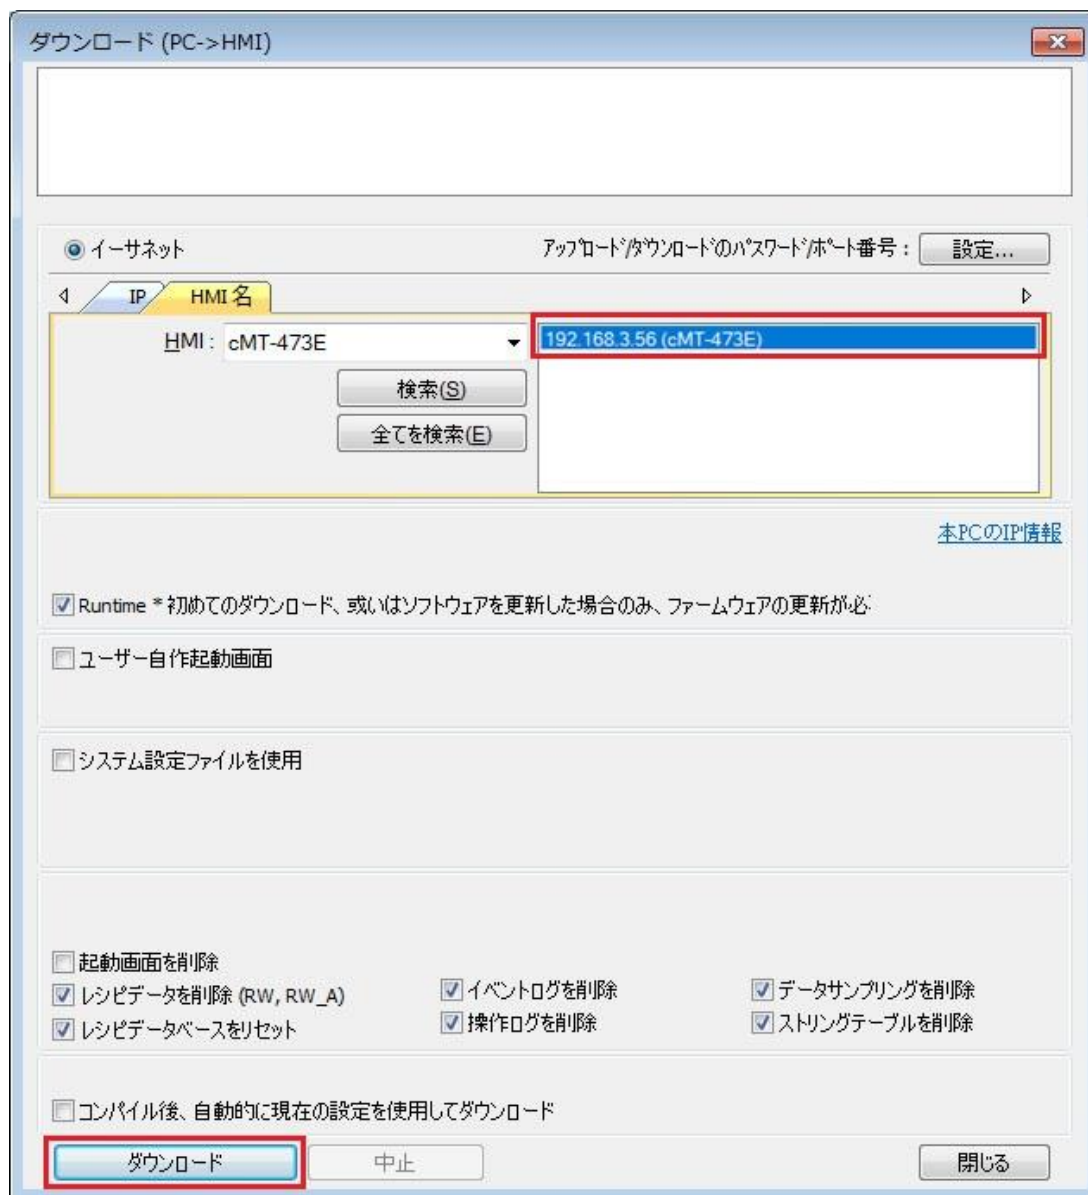 ダウンロード (PC->HMI)
イーサネット
アップロード/ダウンロードのパスワード/ポート番号 : 設定...
IP HMI 名
HMI : cMT-473E
192.168.3.56 (cMT-473E)
検索(S)
全てを検索(E)
本PCのIP情報
Runtime * 初めてのダウンロード、或いはソフトウェアを更新した場合のみ、ファームウェアの更新が必
ユーザー自作起動画面
システム設定ファイルを使用
起動画面を削除
レシピデータを削除 (RW, RW_A) イベントログを削除 データサンプリングを削除
レシピデータベースをリセット 操作ログを削除 ストリングテーブルを削除
コンパイル後、自動的に現在の設定を使用してダウンロード
ダウンロード 中止 閉じる